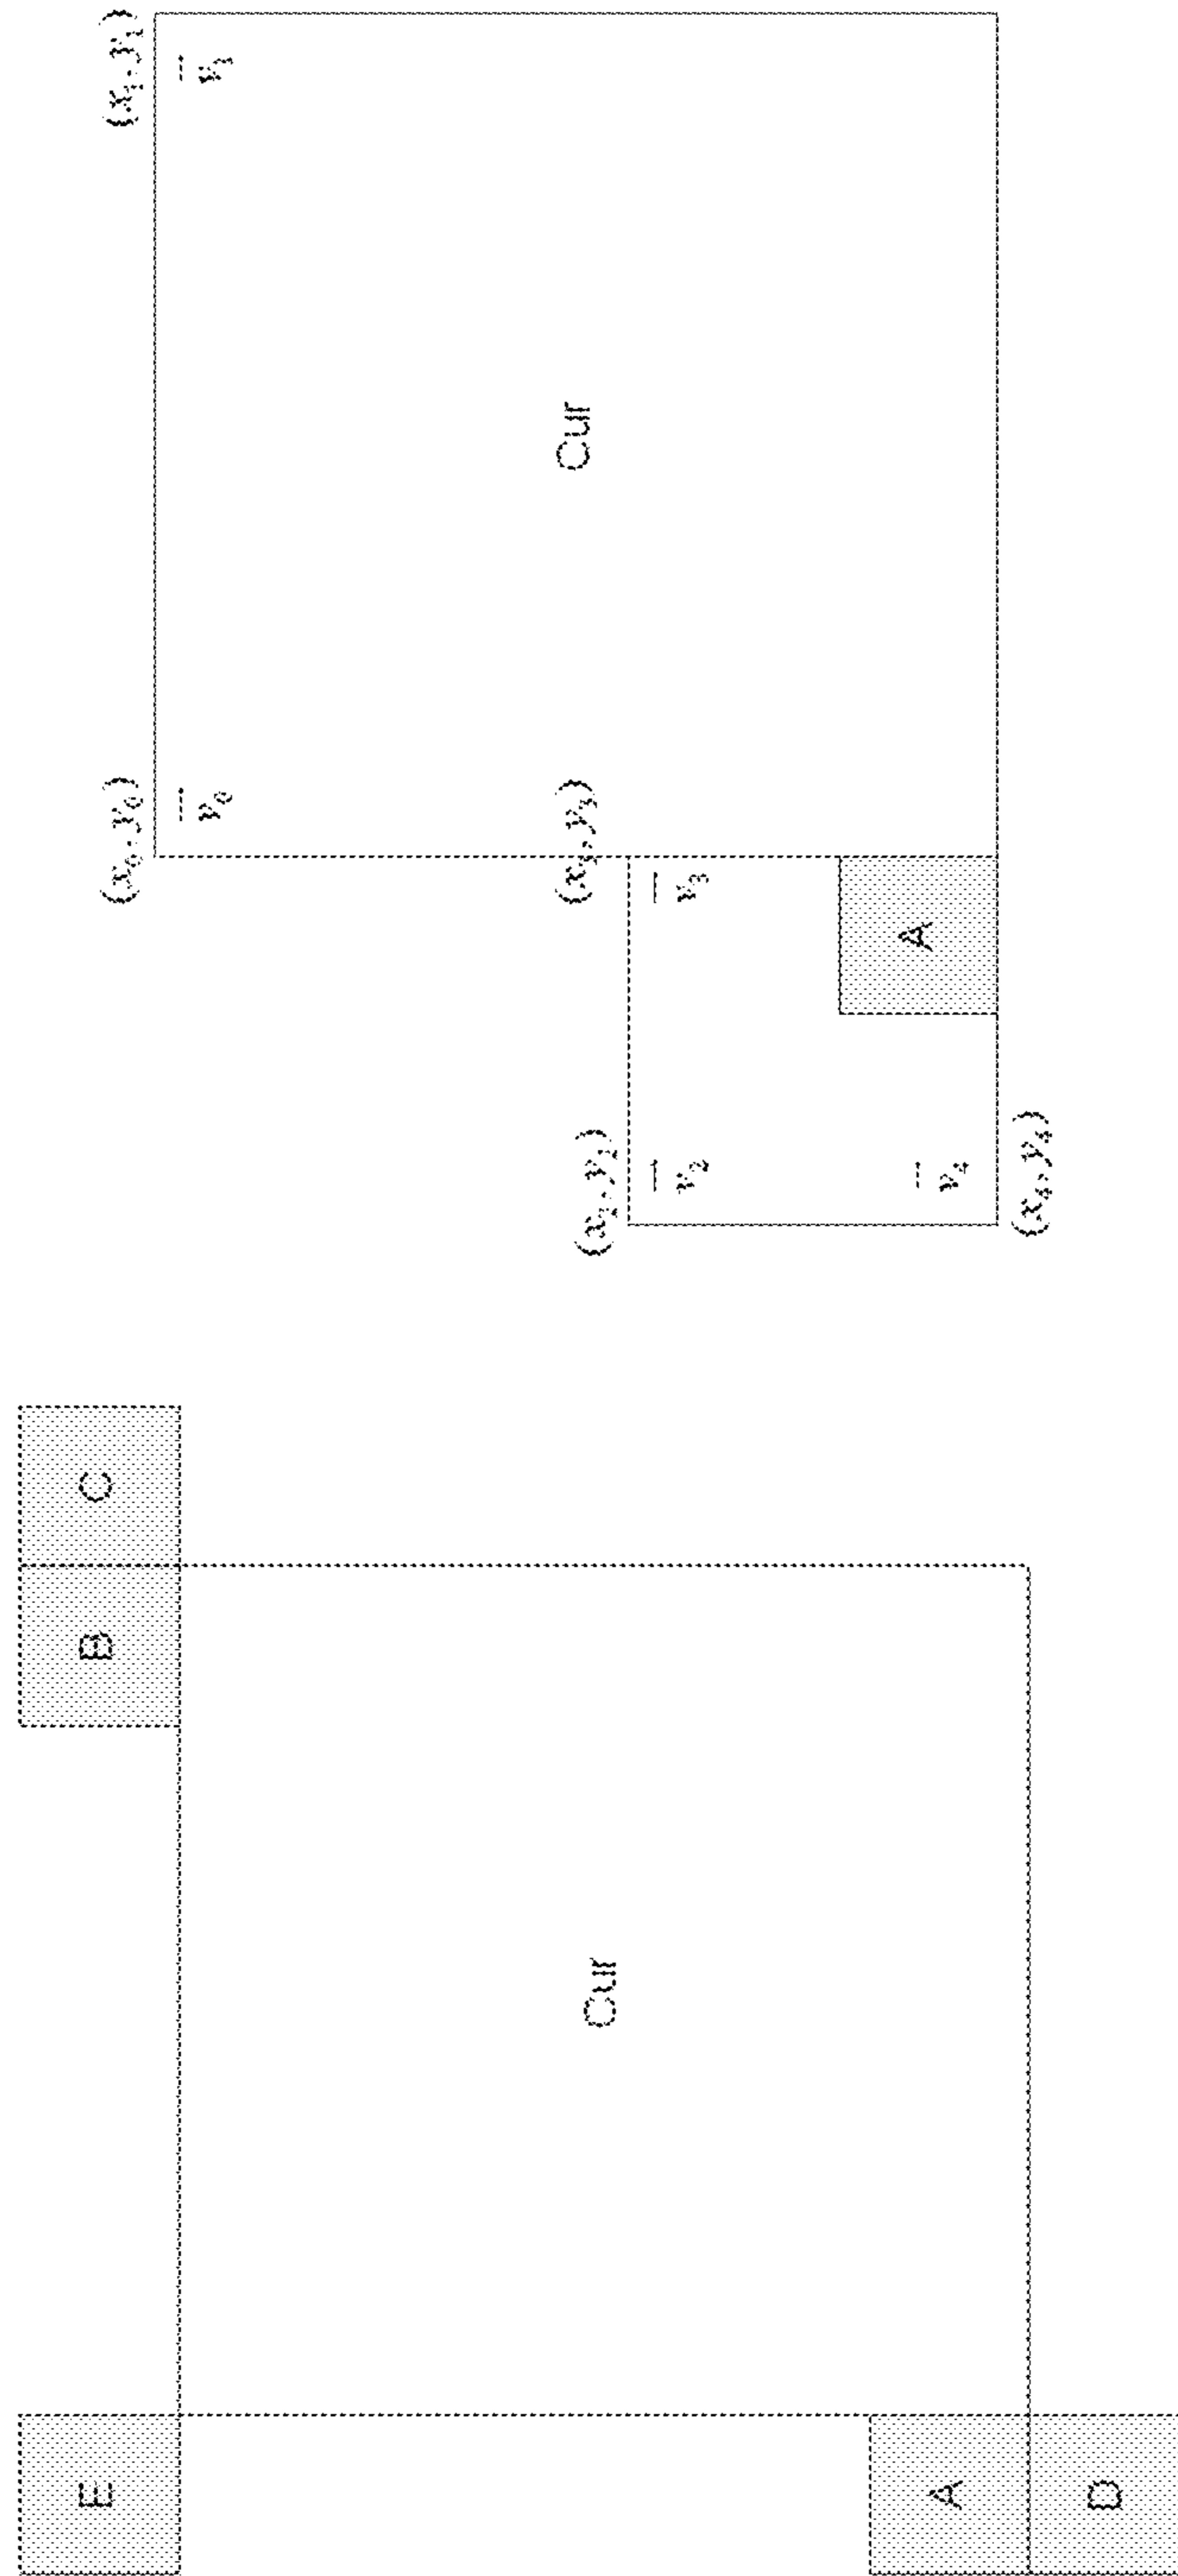 E
B
C
Cur
A
D
(x₀, y₀)
(x₁, y₁)
v₀
v₁
Cur
(x₂, y₂)
(x₃, y₃)
v₂
v₃
A
v₄
(x₄, y₄)